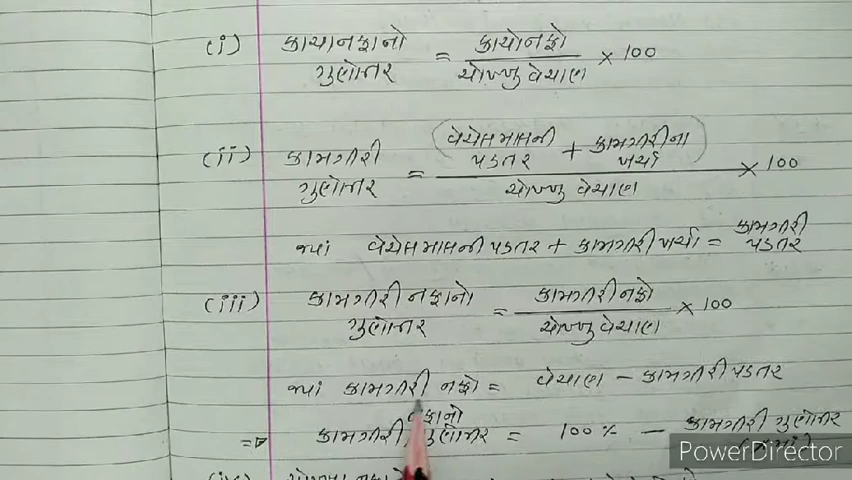 (i) કાચાનફાનો ગુણોત્તર = કાચોનફો / ચોખ્ખુ વેચાણ × 100
(ii) કામગીરી ગુણોત્તર = (વેચેલમાલની પડતર + કામગીરીના ખર્ચા) / ચોખ્ખુ વેચાણ × 100
જ્યાં વેચેલમાલની પડતર + કામગીરી ખર્ચા = કામગીરી પડતર
(iii) કામગીરી નફાનો ગુણોત્તર = કામગીરી નફો / ચોખ્ખુ વેચાણ × 100
જ્યાં કામગીરી નફો = વેચાણ - કામગીરી પડતર
⇒ કામગીરી નફાનો ગુણોત્તર = 100 % - કામગીરી ગુણોત્તર
PowerDirector